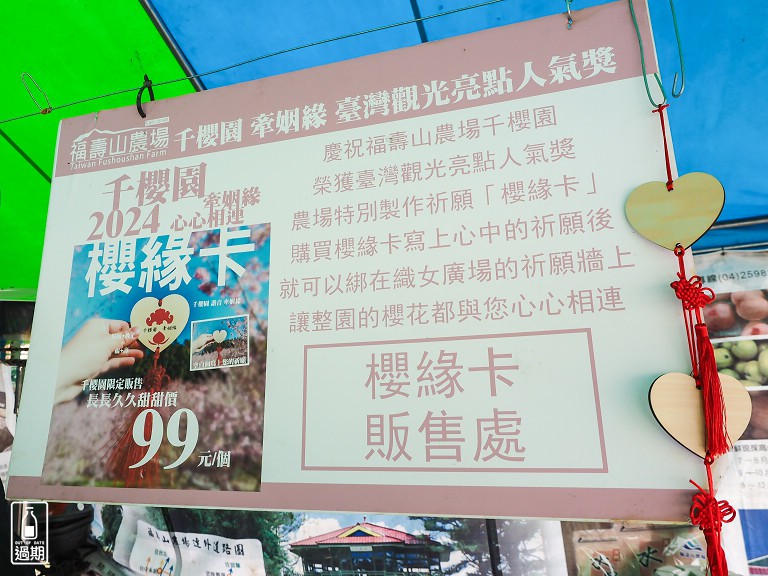 福壽山農場
Taiwan Fushoushan Farm
千櫻園 牽姻緣 臺灣觀光亮點人氣獎
千櫻園
牽姻緣
2024 心心相連
櫻緣卡
千櫻園限定販售
長長久久甜甜價
99元/個
慶祝福壽山農場千櫻園
榮獲臺灣觀光亮點人氣獎
農場特別製作祈願「櫻緣卡」
購買櫻緣卡寫上心中的祈願後
就可以綁在織女廣場的祈願牆上
讓整園的櫻花都與您心心相連
櫻緣卡
販售處
(04)2598
OUT OF DATE
過期